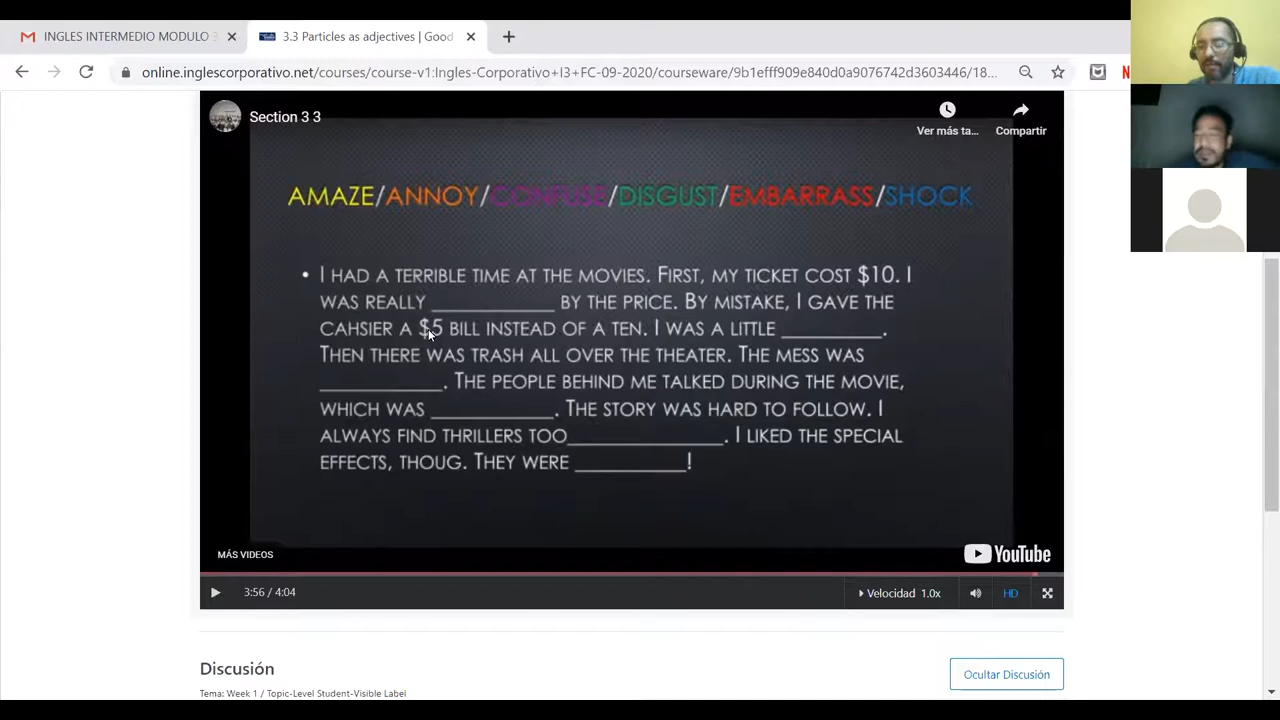 INGLES INTERMEDIO MODULO 3
3.3 Particles as adjectives | Good
online.inglescorporativo.net/courses/course-v1:Ingles-Corporativo+I3+FC-09-2020/courseware/9b1efff909e840d0a9076742d3603446/18...
Section 3 3
Ver más ta...
Compartir
AMAZE/ANNOY/CONFUSE/DISGUST/EMBARRASS/SHOCK
• I HAD A TERRIBLE TIME AT THE MOVIES. FIRST, MY TICKET COST $10. I
WAS REALLY ___________ BY THE PRICE. BY MISTAKE, I GAVE THE
CAHSIER A $5 BILL INSTEAD OF A TEN. I WAS A LITTLE _________.
THEN THERE WAS TRASH ALL OVER THE THEATER. THE MESS WAS
___________. THE PEOPLE BEHIND ME TALKED DURING THE MOVIE,
WHICH WAS ___________. THE STORY WAS HARD TO FOLLOW. I
ALWAYS FIND THRILLERS TOO______________. I LIKED THE SPECIAL
EFFECTS, THOUG. THEY WERE __________!
MÁS VIDEOS
YouTube
3:56 / 4:04
Velocidad 1.0x
HD
Discusión
Ocultar Discusión
Tema: Week 1 / Topic-Level Student-Visible Label